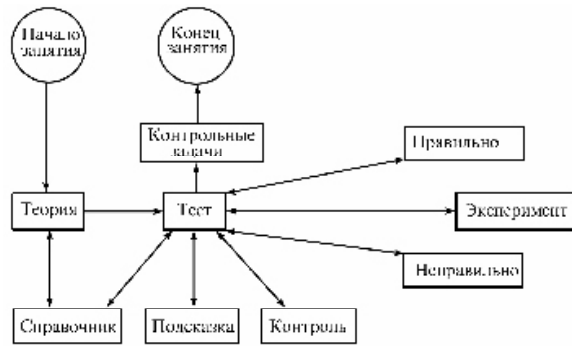 Начало
занятия
Конец
занятия
Контрольные
задачи
Правильно
Теория
Тест
Эксперимент
Неправильно
Справочник
Подсказка
Контроль